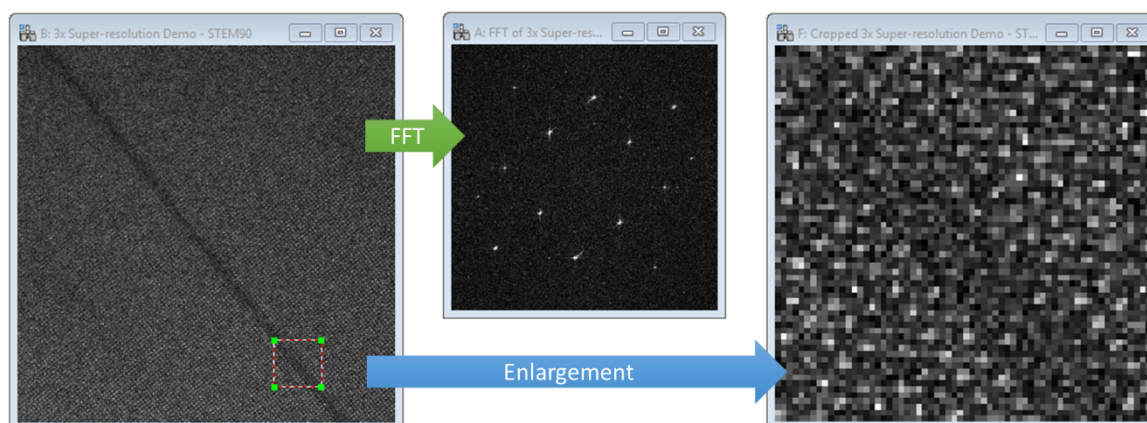 B: 3x Super-resolution Demo - STEM90
A: FFT of 3x Super-res...
F: Cropped 3x Super-resolution Demo - ST...
FFT
Enlargement